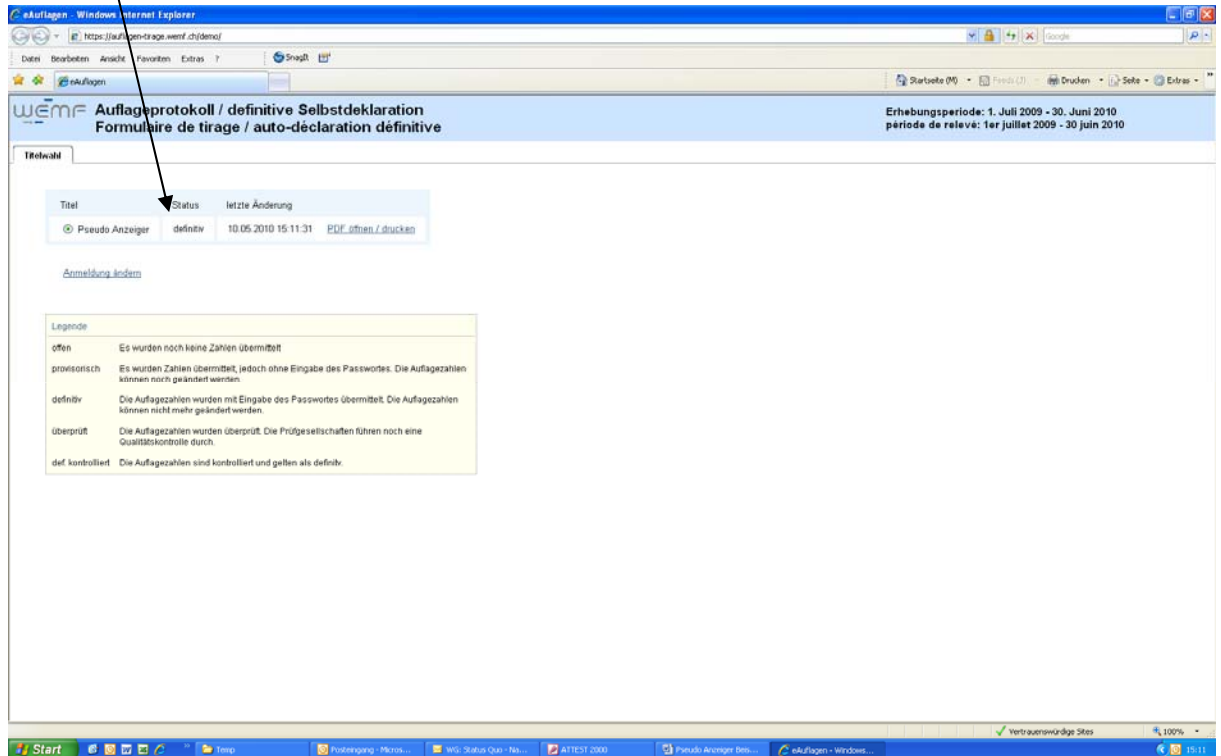 eAuflagen - Windows Internet Explorer
https://auflagen-tirage.wemf.ch/demo/
Google
Datei Bearbeiten Ansicht Favoriten Extras ?
SnagIt
eAuflagen
Startseite (M)
Feeds (J)
Drucken
Seite
Extras
wemf
Auflageprotokoll / definitive Selbstdeklaration
Formulaire de tirage / auto-déclaration définitive
Erhebungsperiode: 1. Juli 2009 - 30. Juni 2010
période de relevé: 1er juillet 2009 - 30 juin 2010
Titelwahl
Titel Status letzte Änderung
Pseudo Anzeiger definitiv 10.05.2010 15:11:31 PDF öffnen / drucken
Anmeldung ändern
Legende
offen Es wurden noch keine Zahlen übermittelt
provisorisch Es wurden Zahlen übermittelt, jedoch ohne Eingabe des Passwortes. Die Auflagezahlen
können noch geändert werden.
definitiv Die Auflagezahlen wurden mit Eingabe des Passwortes übermittelt. Die Auflagezahlen
können nicht mehr geändert werden.
überprüft Die Auflagezahlen wurden überprüft. Die Prüfgesellschaften führen noch eine
Qualitätskontrolle durch.
def. kontrolliert Die Auflagezahlen sind kontrolliert und gelten als definitiv.
Vertrauenswürdige Sites
100%
Start
Temp
Posteingang - Micros...
WG: Status Quo - Na...
ATTEST 2000
Pseudo Anzeiger Bes...
eAuflagen - Windows...
15:11